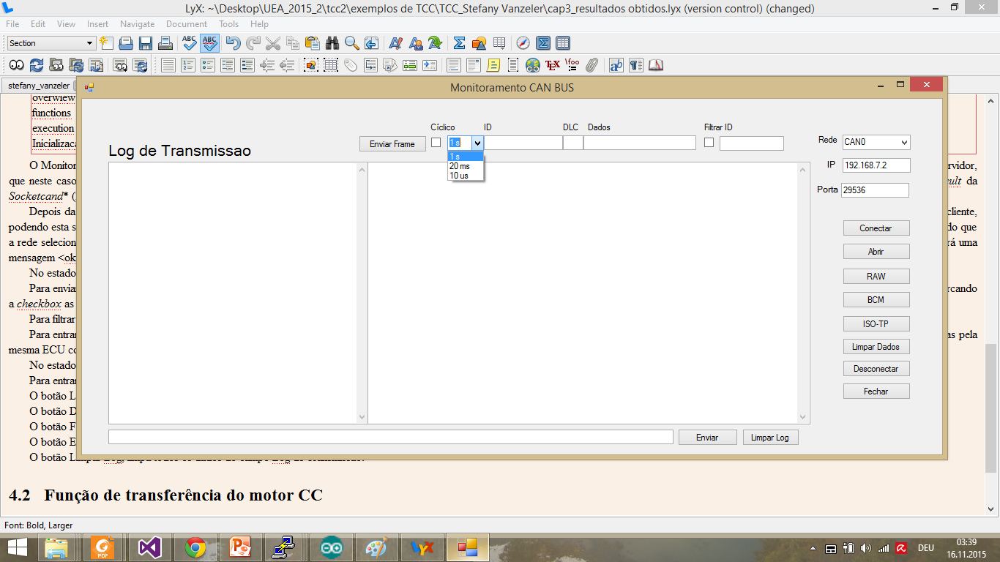 LyX: ~\Desktop\UEA_2015_2\tcc2\exemplos de TCC\TCC_Stefany Vanzeler\cap3_resultados obtidos.lyx (version control) (changed)
File Edit View Insert Navigate Document Tools Help
Section
stefany_vanzeler
Monitoramento CAN BUS
overwiew
functions
execution
Inicializaca
Cíclico ID DLC Dados Filtrar ID
Enviar Frame 1 s
1 s
20 ms
10 us
Log de Transmissao
Rede CAN0
IP 192.168.7.2
Porta 29536
Conectar
Abrir
RAW
BCM
ISO-TP
Limpar Dados
Desconectar
Fechar
Enviar Limpar Log
O Monitor rvidor,
que neste caso ult da
Socketcand* (
Depois da cliente,
podendo esta s do que
a rede selecion rá uma
mensagem <ok
No estado
Para envia rcando
a checkbox as
Para filtrar
Para entrar as pela
mesma ECU co
No estado
Para entrar
O botão L
O botão D
O botão F
O botão E
O botão
4.2 Função de transferência do motor CC
Font: Bold, Larger
DEU 03:39
16.11.2015